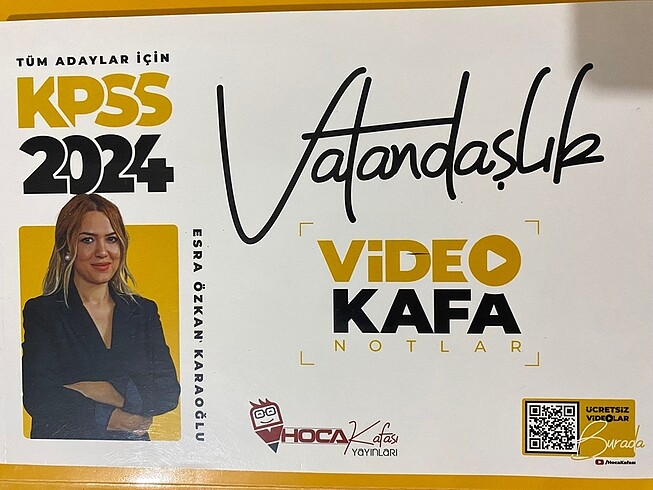 TÜM ADAYLAR İÇİN
KPSS
2024
Vatandaşlık
ESRA ÖZKAN KARAOĞLU
VİDEO
KAFA
NOTLAR
HOCA Kafası
YAYINLARI
ÜCRETSİZ
VİDEOLAR
Burada
/HocaKafam